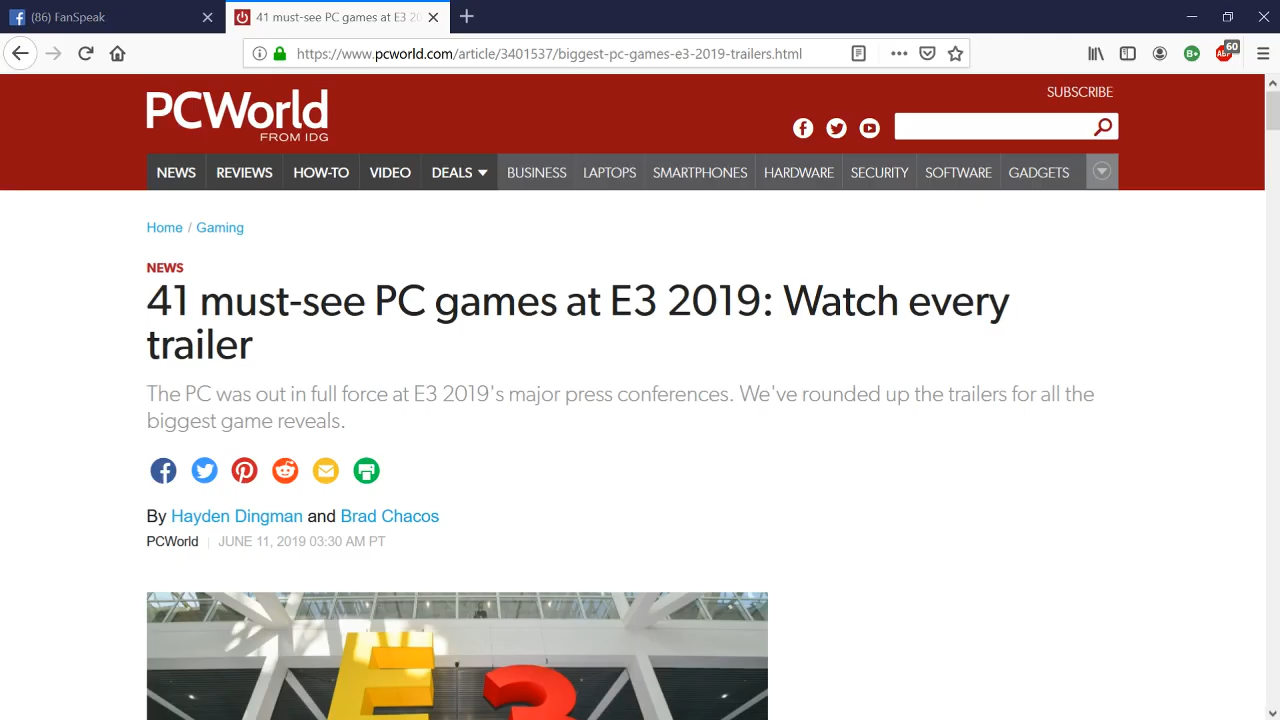 (86) FanSpeak
41 must-see PC games at E3 20
https://www.pcworld.com/article/3401537/biggest-pc-games-e3-2019-trailers.html
B+
ABP
60
SUBSCRIBE
PCWorld
FROM IDG
NEWS REVIEWS HOW-TO VIDEO DEALS BUSINESS LAPTOPS SMARTPHONES HARDWARE SECURITY SOFTWARE GADGETS
Home / Gaming
NEWS
41 must-see PC games at E3 2019: Watch every
trailer
The PC was out in full force at E3 2019's major press conferences. We've rounded up the trailers for all the
biggest game reveals.
By Hayden Dingman and Brad Chacos
PCWorld | JUNE 11, 2019 03:30 AM PT
E3